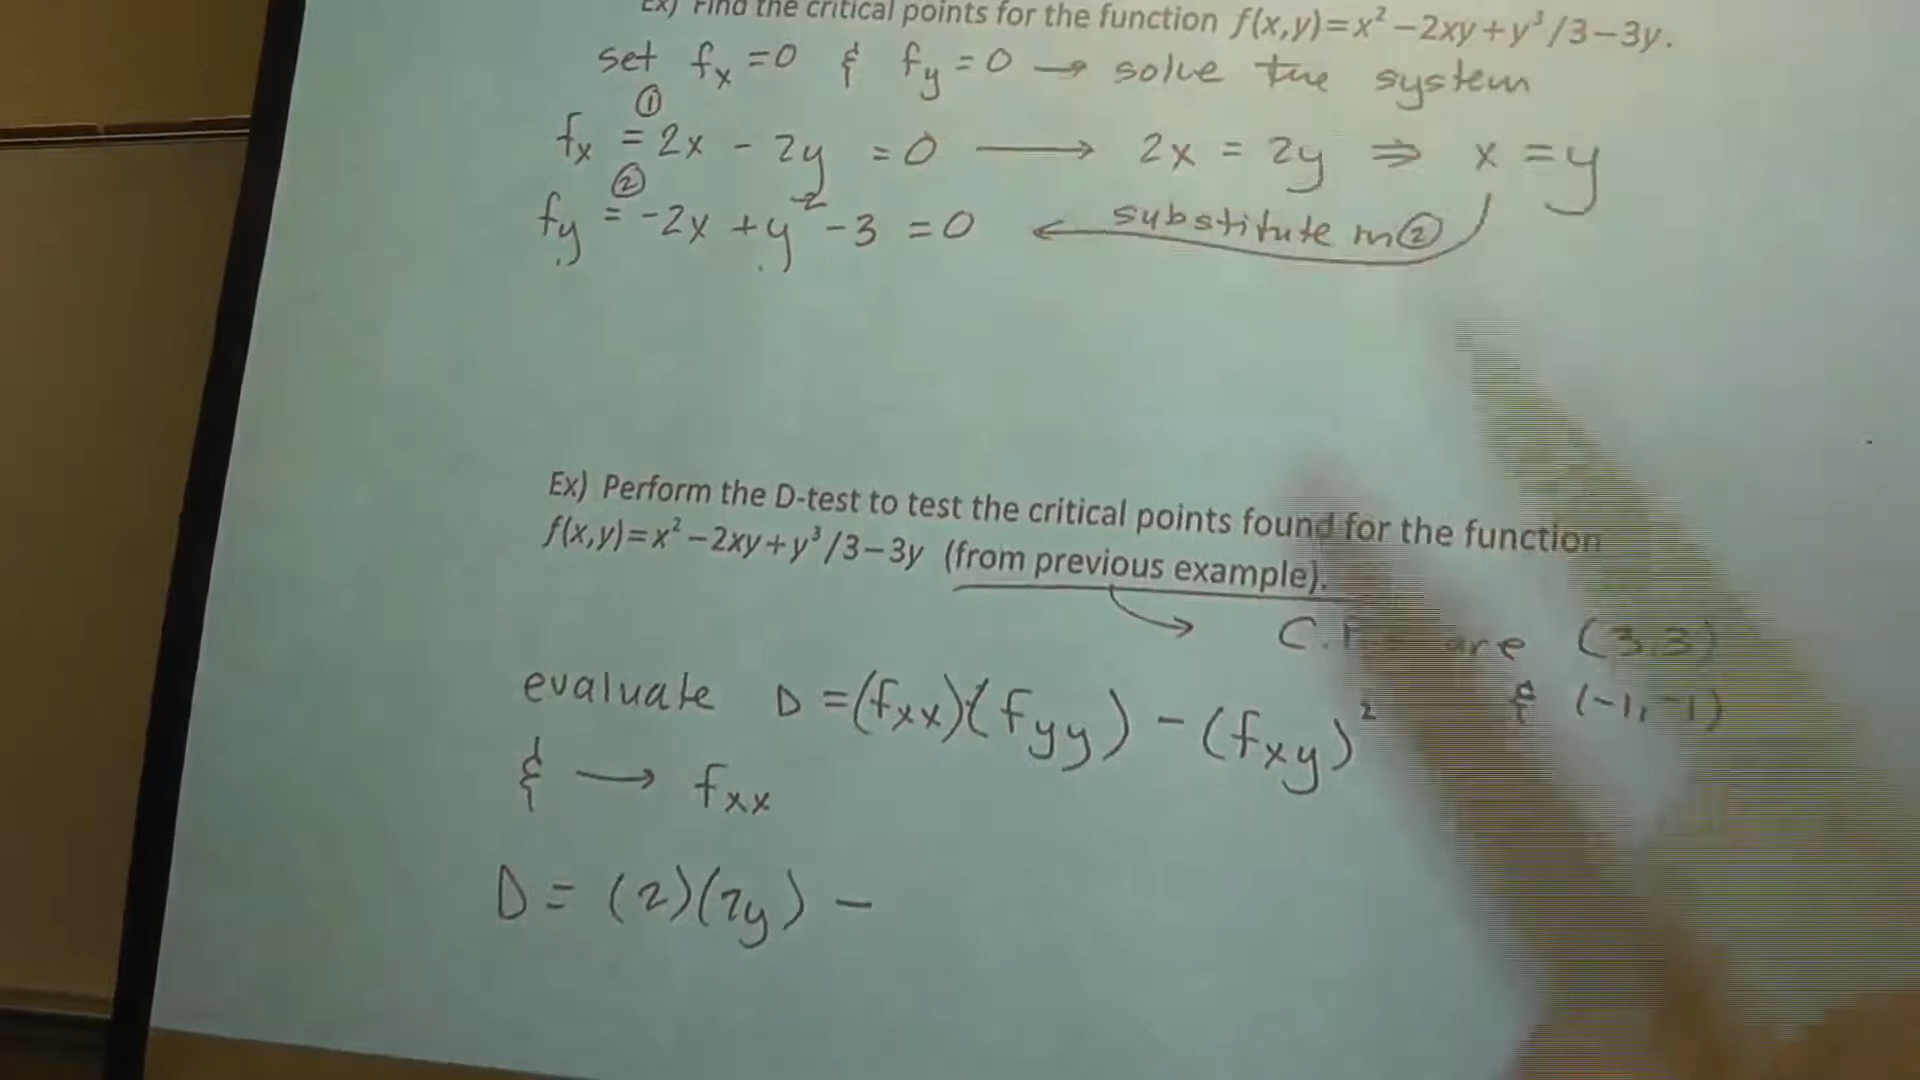 Ex) Find the critical points for the function f(x,y)=x²−2xy+y³/3−3y.
set fx =0 & fy =0 → solve the system
①
fx = 2x - 2y = 0 → 2x = 2y ⇒ x = y
②
fy = -2x + y² - 3 = 0 ← substitute in ②
Ex) Perform the D-test to test the critical points found for the function
f(x,y)=x²−2xy+y³/3−3y (from previous example).
→ C.P. are (3,3)
& (-1,-1)
evaluate D = (fxx)(fyy) - (fxy)²
& → fxx
D = (2)(2y) -